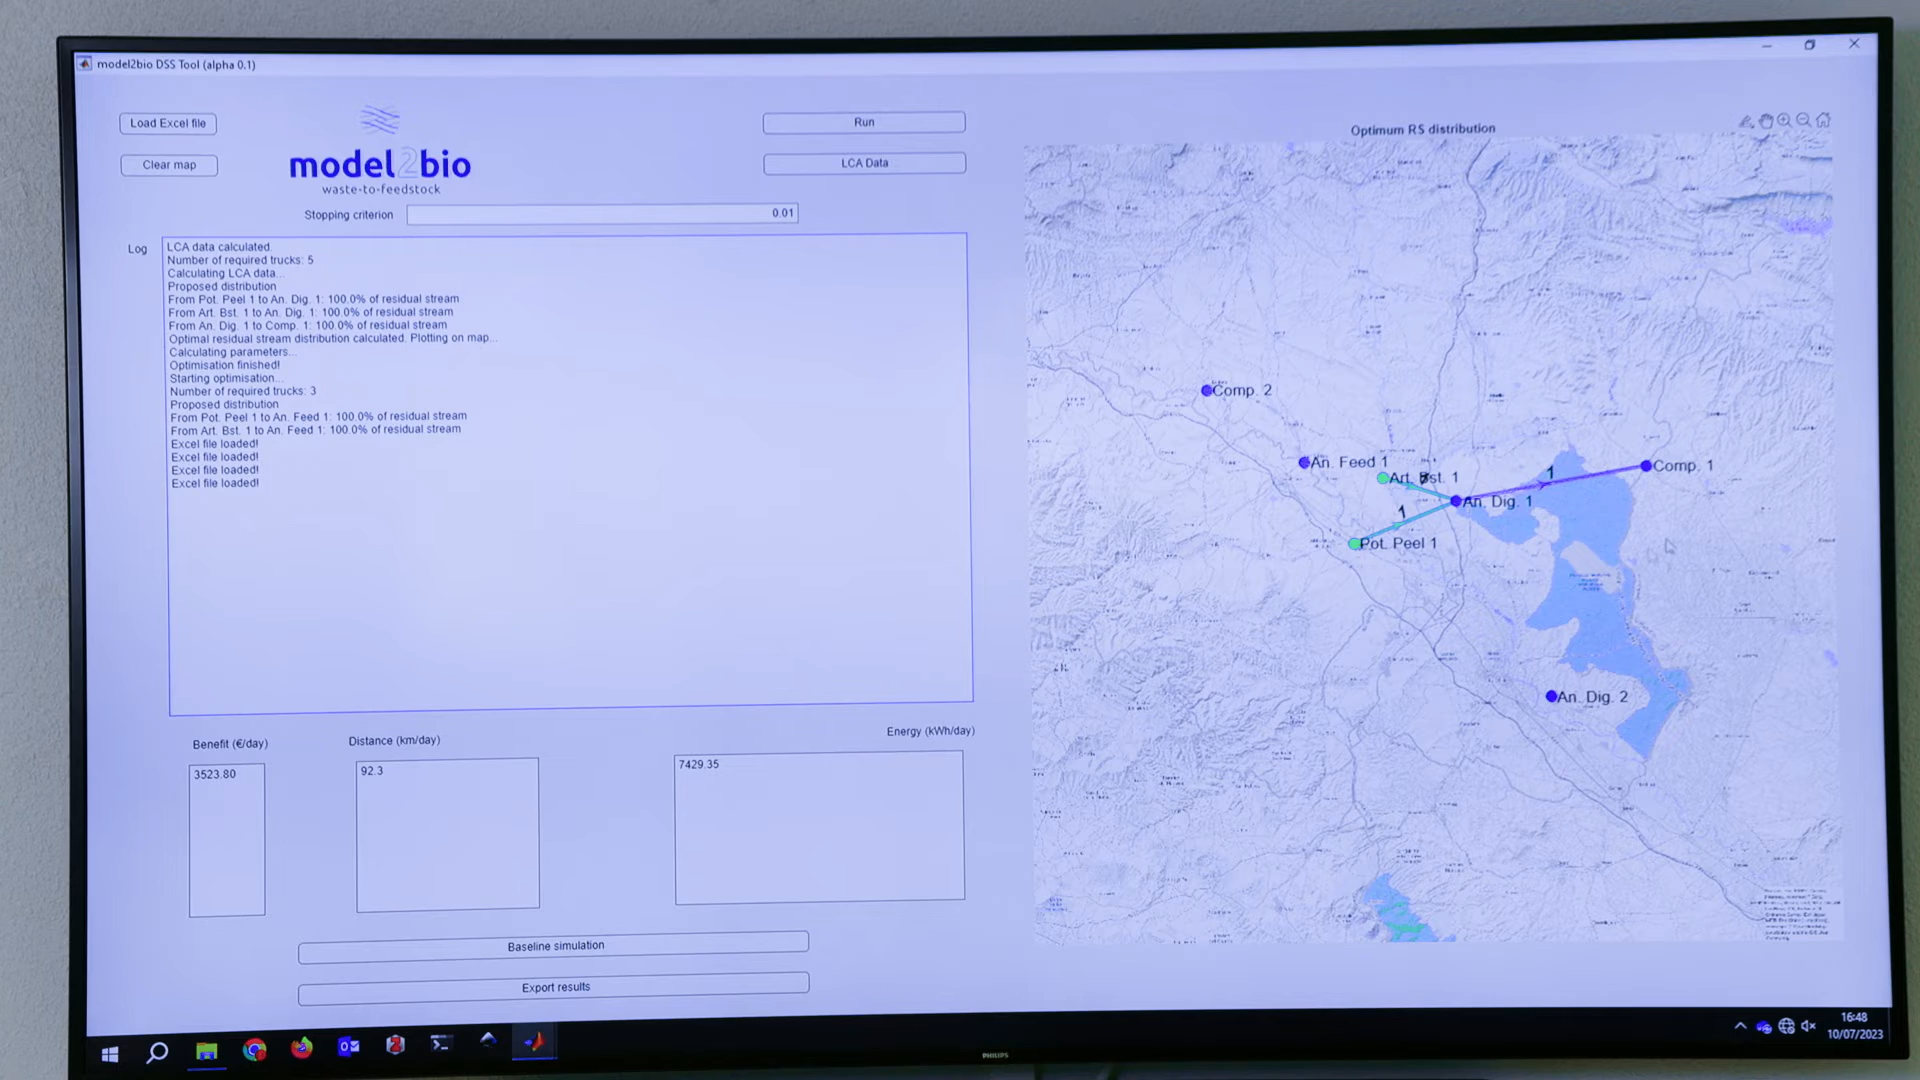 model2bio DSS Tool (alpha 0.1)
Load Excel file
Clear map
model2bio
waste-to-feedstock
Run
LCA Data
Stopping criterion
0.01
Log
LCA data calculated.
Number of required trucks: 5
Calculating LCA data...
Proposed distribution
From Pot. Peel 1 to An. Dig. 1: 100.0% of residual stream
From Art. Bst. 1 to An. Dig. 1: 100.0% of residual stream
From An. Dig. 1 to Comp. 1: 100.0% of residual stream
Optimal residual stream distribution calculated. Plotting on map...
Calculating parameters...
Optimisation finished!
Starting optimisation...
Number of required trucks: 3
Proposed distribution
From Pot. Peel 1 to An. Feed 1: 100.0% of residual stream
From Art. Bst. 1 to An. Feed 1: 100.0% of residual stream
Excel file loaded!
Excel file loaded!
Excel file loaded!
Excel file loaded!
Benefit (€/day)
3523.80
Distance (km/day)
92.3
Energy (kWh/day)
7429.35
Baseline simulation
Export results
Optimum RS distribution
Comp. 2
An. Feed 1
Art. Bst. 1
1
Comp. 1
An. Dig. 1
1
Pot. Peel 1
An. Dig. 2
16:48
10/07/2023
PHILIPS